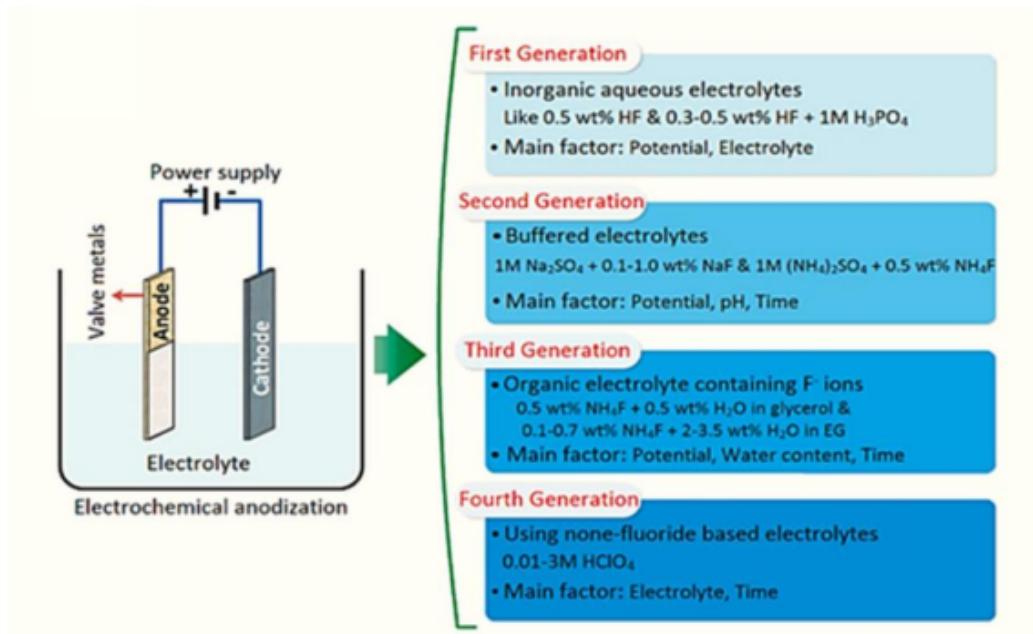 Power supply
+ -
Valve metals
Anode
Cathode
Electrolyte
Electrochemical anodization
First Generation
• Inorganic aqueous electrolytes
Like 0.5 wt% HF & 0.3-0.5 wt% HF + 1M H₃PO₄
• Main factor: Potential, Electrolyte
Second Generation
• Buffered electrolytes
1M Na₂SO₄ + 0.1-1.0 wt% NaF & 1M (NH₄)₂SO₄ + 0.5 wt% NH₄F
• Main factor: Potential, pH, Time
Third Generation
• Organic electrolyte containing F⁻ ions
0.5 wt% NH₄F + 0.5 wt% H₂O in glycerol &
0.1-0.7 wt% NH₄F + 2-3.5 wt% H₂O in EG
• Main factor: Potential, Water content, Time
Fourth Generation
• Using none-fluoride based electrolytes
0.01-3M HClO₄
• Main factor: Electrolyte, Time